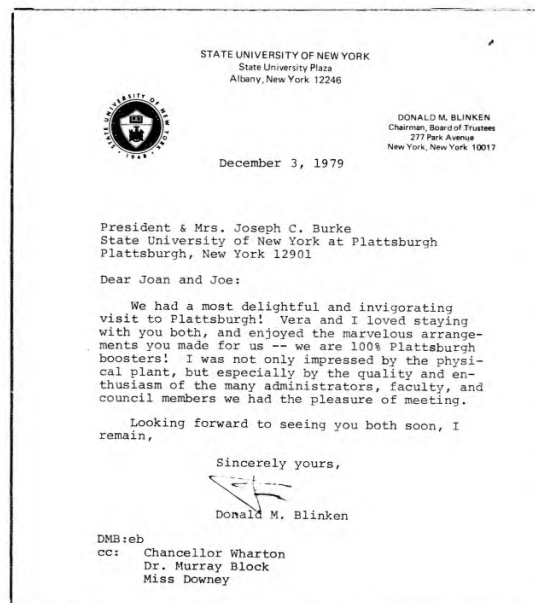 STATE UNIVERSITY OF NEW YORK
State University Plaza
Albany, New York 12246
STATE UNIVERSITY OF NEW YORK
• 1948 •
DONALD M. BLINKEN
Chairman, Board of Trustees
277 Park Avenue
New York, New York 10017
December 3, 1979
President & Mrs. Joseph C. Burke
State University of New York at Plattsburgh
Plattsburgh, New York 12901
Dear Joan and Joe:
We had a most delightful and invigorating
visit to Plattsburgh! Vera and I loved staying
with you both, and enjoyed the marvelous arrange-
ments you made for us -- we are 100% Plattsburgh
boosters! I was not only impressed by the physi-
cal plant, but especially by the quality and en-
thusiasm of the many administrators, faculty, and
council members we had the pleasure of meeting.
Looking forward to seeing you both soon, I
remain,
Sincerely yours,
Donald M. Blinken
DMB:eb
cc: Chancellor Wharton
Dr. Murray Block
Miss Downey